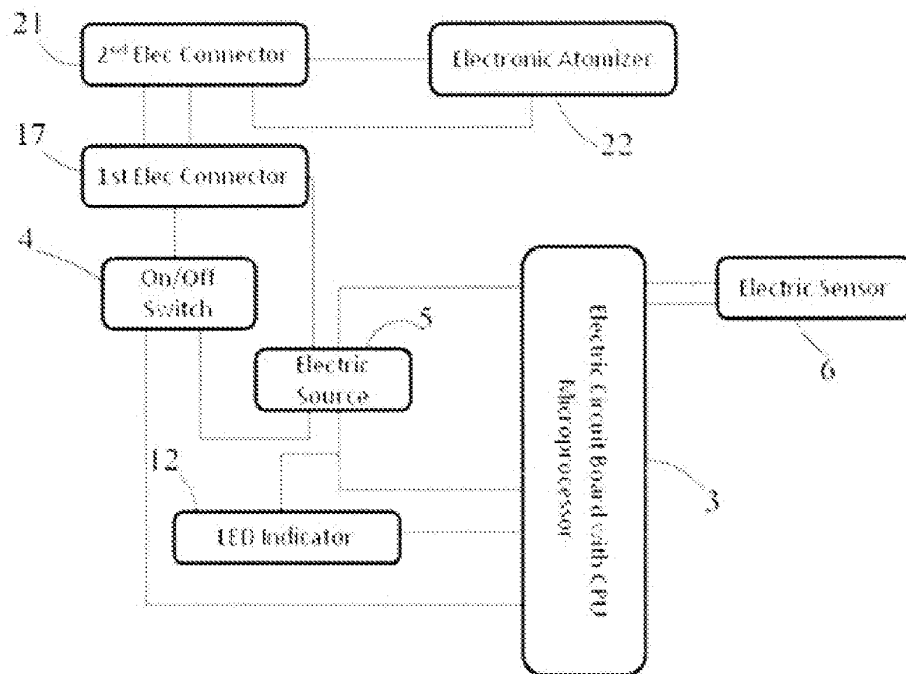 21
2nd Elec Connector
Electronic Atomizer
22
17
1st Elec Connector
4
On/Off
Switch
5
Electric
Source
Electric Sensor
6
12
LED Indicator
Electric Circuit Board with CPU
Microprocessor
3